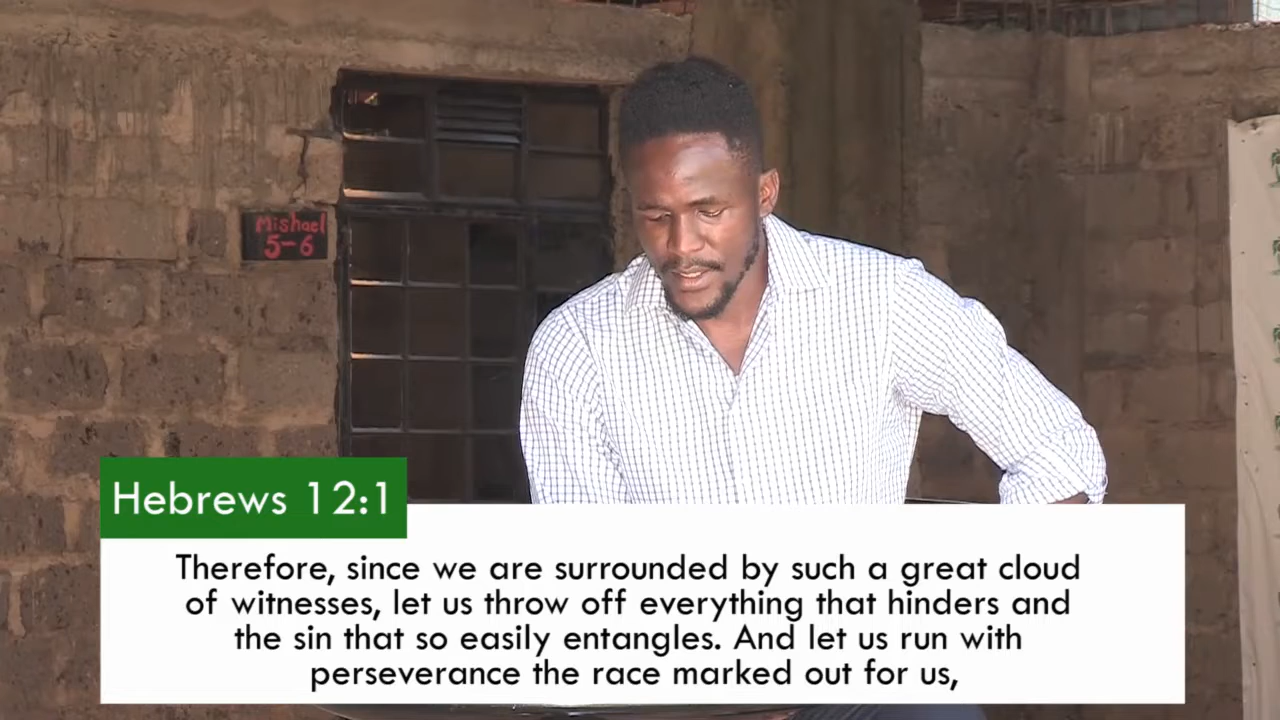 Mishael
5-6
Hebrews 12:1
Therefore, since we are surrounded by such a great cloud
of witnesses, let us throw off everything that hinders and
the sin that so easily entangles. And let us run with
perseverance the race marked out for us,